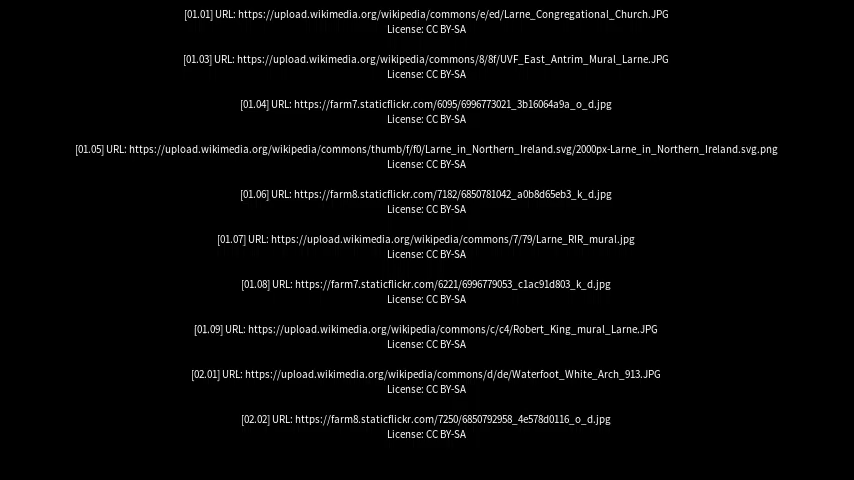 [01.01] URL: https://upload.wikimedia.org/wikipedia/commons/e/ed/Larne_Congregational_Church.JPG
License: CC BY-SA
[01.03] URL: https://upload.wikimedia.org/wikipedia/commons/8/8f/UVF_East_Antrim_Mural_Larne.JPG
License: CC BY-SA
[01.04] URL: https://farm7.staticflickr.com/6095/6996773021_3b16064a9a_o_d.jpg
License: CC BY-SA
[01.05] URL: https://upload.wikimedia.org/wikipedia/commons/thumb/f/f0/Larne_in_Northern_Ireland.svg/2000px-Larne_in_Northern_Ireland.svg.png
License: CC BY-SA
[01.06] URL: https://farm8.staticflickr.com/7182/6850781042_a0b8d65eb3_k_d.jpg
License: CC BY-SA
[01.07] URL: https://upload.wikimedia.org/wikipedia/commons/7/79/Larne_RIR_mural.jpg
License: CC BY-SA
[01.08] URL: https://farm7.staticflickr.com/6221/6996779053_c1ac91d803_k_d.jpg
License: CC BY-SA
[01.09] URL: https://upload.wikimedia.org/wikipedia/commons/c/c4/Robert_King_mural_Larne.JPG
License: CC BY-SA
[02.01] URL: https://upload.wikimedia.org/wikipedia/commons/d/de/Waterfoot_White_Arch_913.JPG
License: CC BY-SA
[02.02] URL: https://farm8.staticflickr.com/7250/6850792958_4e578d0116_o_d.jpg
License: CC BY-SA